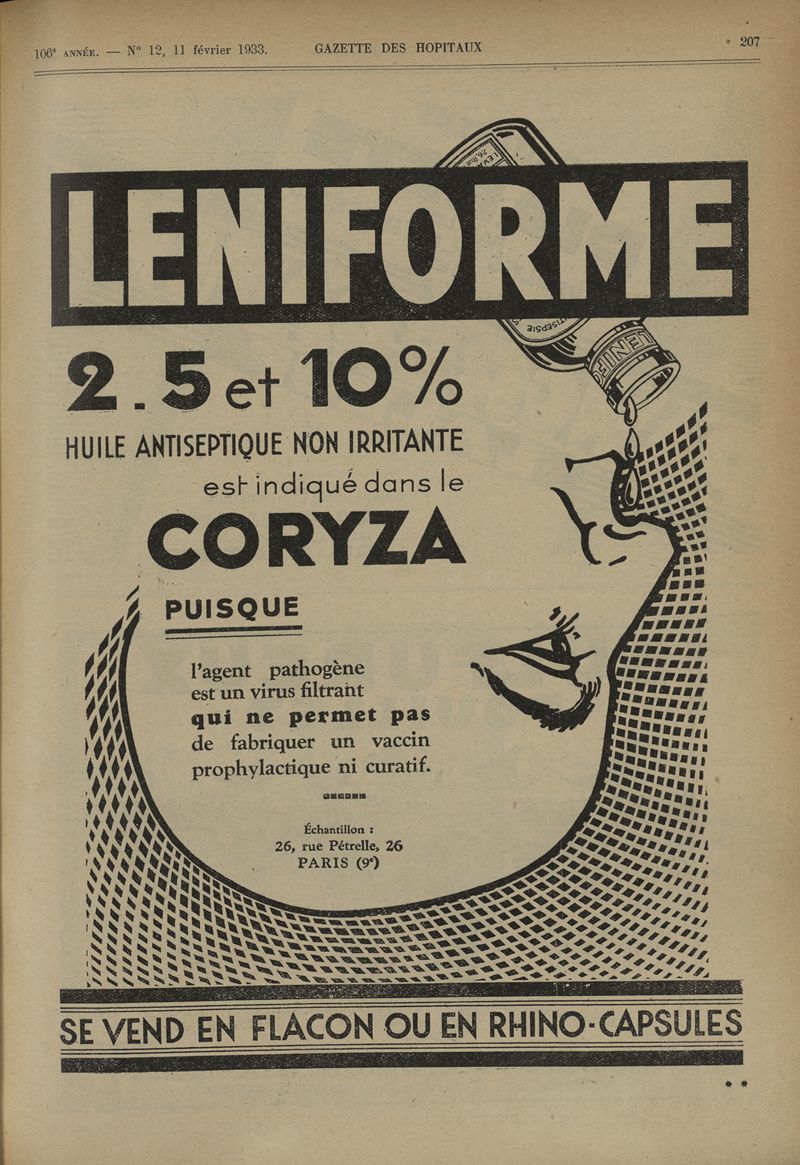 106e ANNÉE. — No 12, 11 février 1933. GAZETTE DES HOPITAUX 207
26, RUE
LENIFORME
2.5 et 10%
HUILE ANTISEPTIQUE NON IRRITANTE
est indiqué dans le
CORYZA
PUISQUE
l'agent pathogène
est un virus filtrant
qui ne permet pas
de fabriquer un vaccin
prophylactique ni curatif.
Échantillon :
26, rue Pétrelle, 26
PARIS (9e)
SE VEND EN FLACON OU EN RHINO-CAPSULES